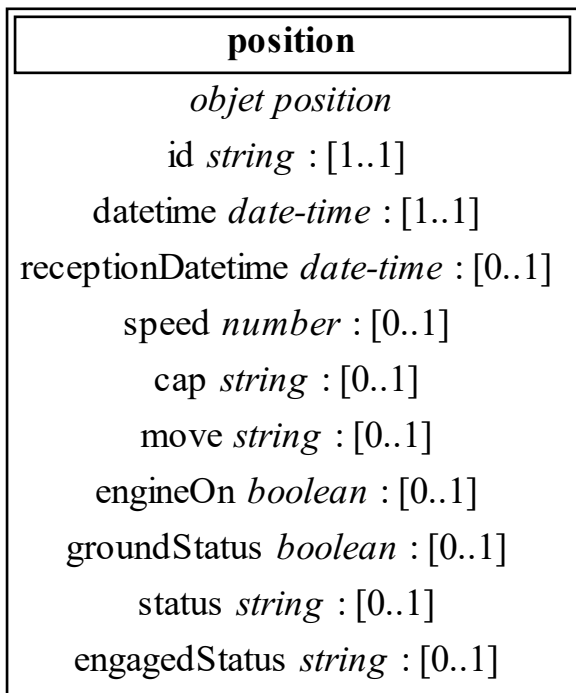 position
objet position
id string : [1..1]
datetime date-time : [1..1]
receptionDatetime date-time : [0..1]
speed number : [0..1]
cap string : [0..1]
move string : [0..1]
engineOn boolean : [0..1]
groundStatus boolean : [0..1]
status string : [0..1]
engagedStatus string : [0..1]